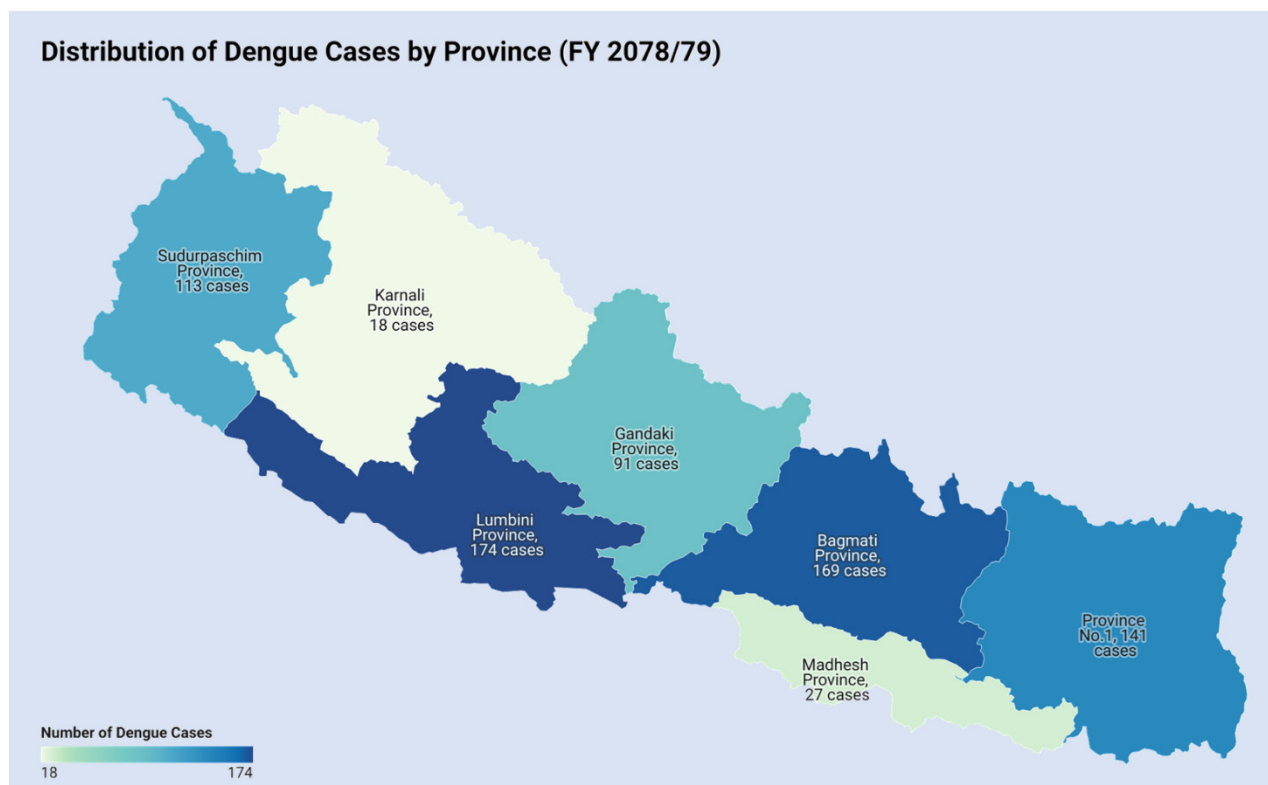 Distribution of Dengue Cases by Province (FY 2078/79)
Sudurpaschim
Province,
113 cases
Karnali
Province,
18 cases
Gandaki
Province,
91 cases
Lumbini
Province,
174 cases
Bagmati
Province,
169 cases
Province
No.1, 141
cases
Madhesh
Province,
27 cases
Number of Dengue Cases
18
174